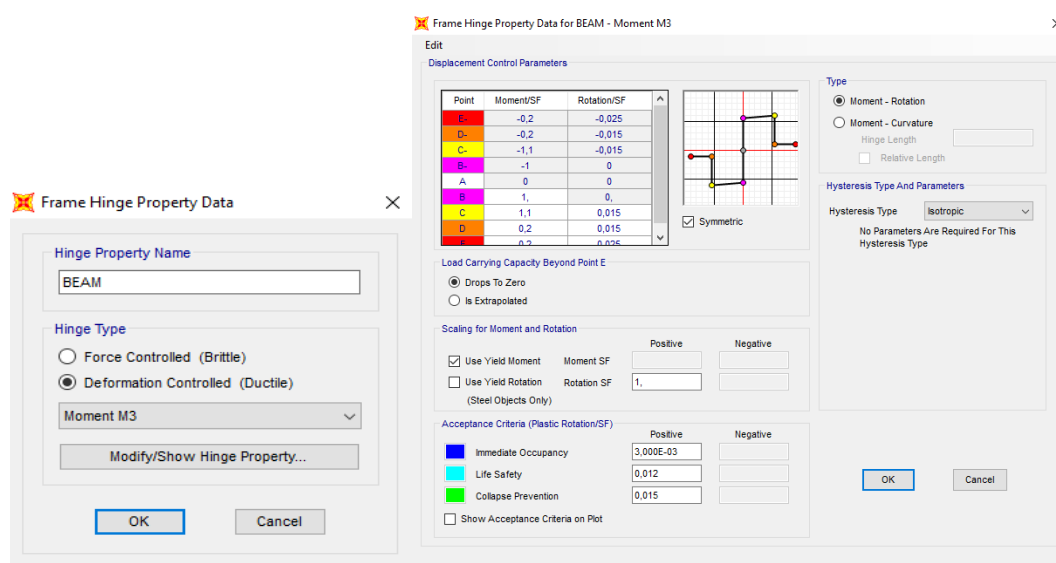 Frame Hinge Property Data
Hinge Property Name
BEAM
Hinge Type
Force Controlled (Brittle)
Deformation Controlled (Ductile)
Moment M3
Modify/Show Hinge Property...
OK Cancel
Frame Hinge Property Data for BEAM - Moment M3
Edit
Displacement Control Parameters
Point Moment/SF Rotation/SF
E- -0,2 -0,025
D- -0,2 -0,015
C- -1,1 -0,015
B- -1 0
A 0 0
B 1, 0,
C 1,1 0,015
D 0,2 0,015
E 0,2 0,025
Symmetric
Load Carrying Capacity Beyond Point E
Drops To Zero
Is Extrapolated
Scaling for Moment and Rotation
Positive Negative
Use Yield Moment Moment SF
Use Yield Rotation Rotation SF 1,
(Steel Objects Only)
Acceptance Criteria (Plastic Rotation/SF)
Positive Negative
Immediate Occupancy 3,000E-03
Life Safety 0,012
Collapse Prevention 0,015
Show Acceptance Criteria on Plot
Type
Moment - Rotation
Moment - Curvature
Hinge Length
Relative Length
Hysteresis Type And Parameters
Hysteresis Type Isotropic
No Parameters Are Required For This
Hysteresis Type
OK Cancel